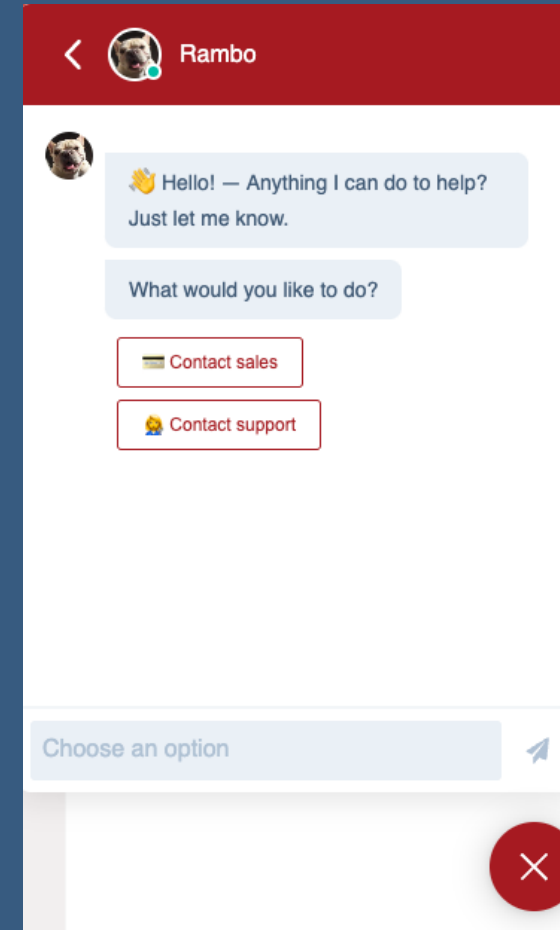 Rambo
👋 Hello! — Anything I can do to help?
Just let me know.
What would you like to do?
💳 Contact sales
🙋 Contact support
Choose an option